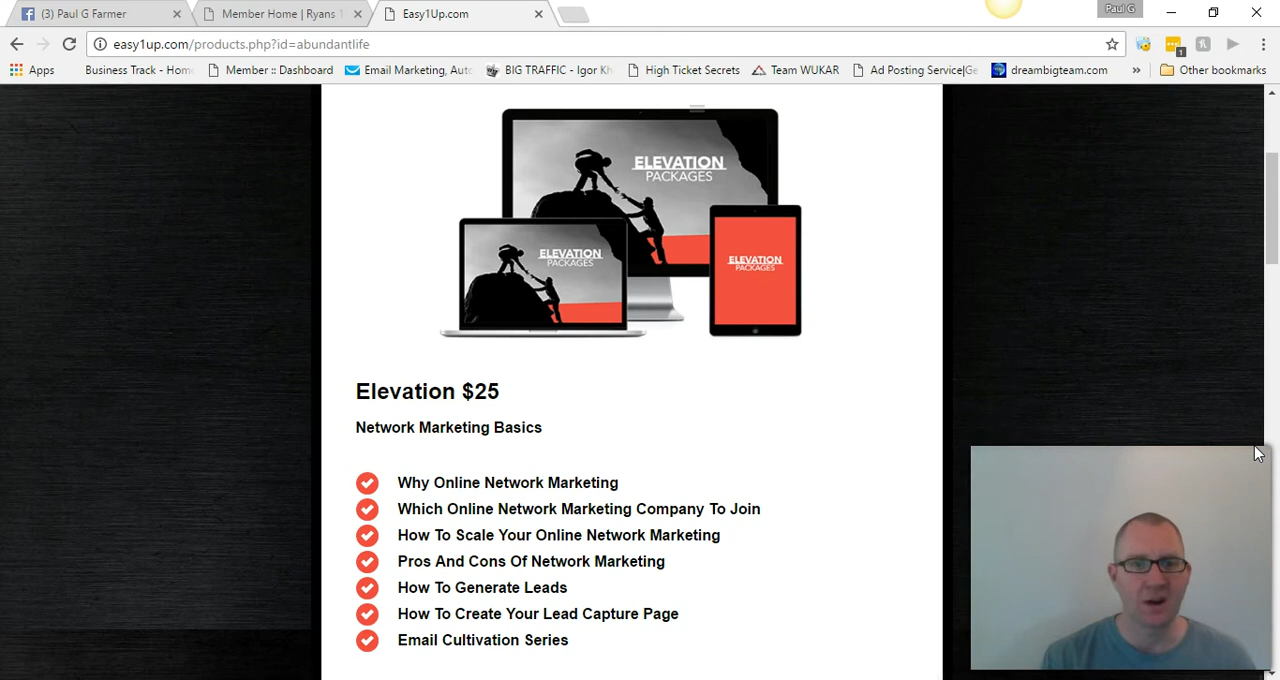 (3) Paul G Farmer
Member Home | Ryans 1
Easy1Up.com
Paul G
easy1up.com/products.php?id=abundantlife
1
Apps
Business Track - Home
Member :: Dashboard
Email Marketing, Auto
BIG TRAFFIC - Igor Kh
High Ticket Secrets
Team WUKAR
Ad Posting Service|Ge
dreambigteam.com
»
Other bookmarks
ELEVATION
PACKAGES
ELEVATION
PACKAGES
ELEVATION
PACKAGES
Elevation $25
Network Marketing Basics
Why Online Network Marketing
Which Online Network Marketing Company To Join
How To Scale Your Online Network Marketing
Pros And Cons Of Network Marketing
How To Generate Leads
How To Create Your Lead Capture Page
Email Cultivation Series